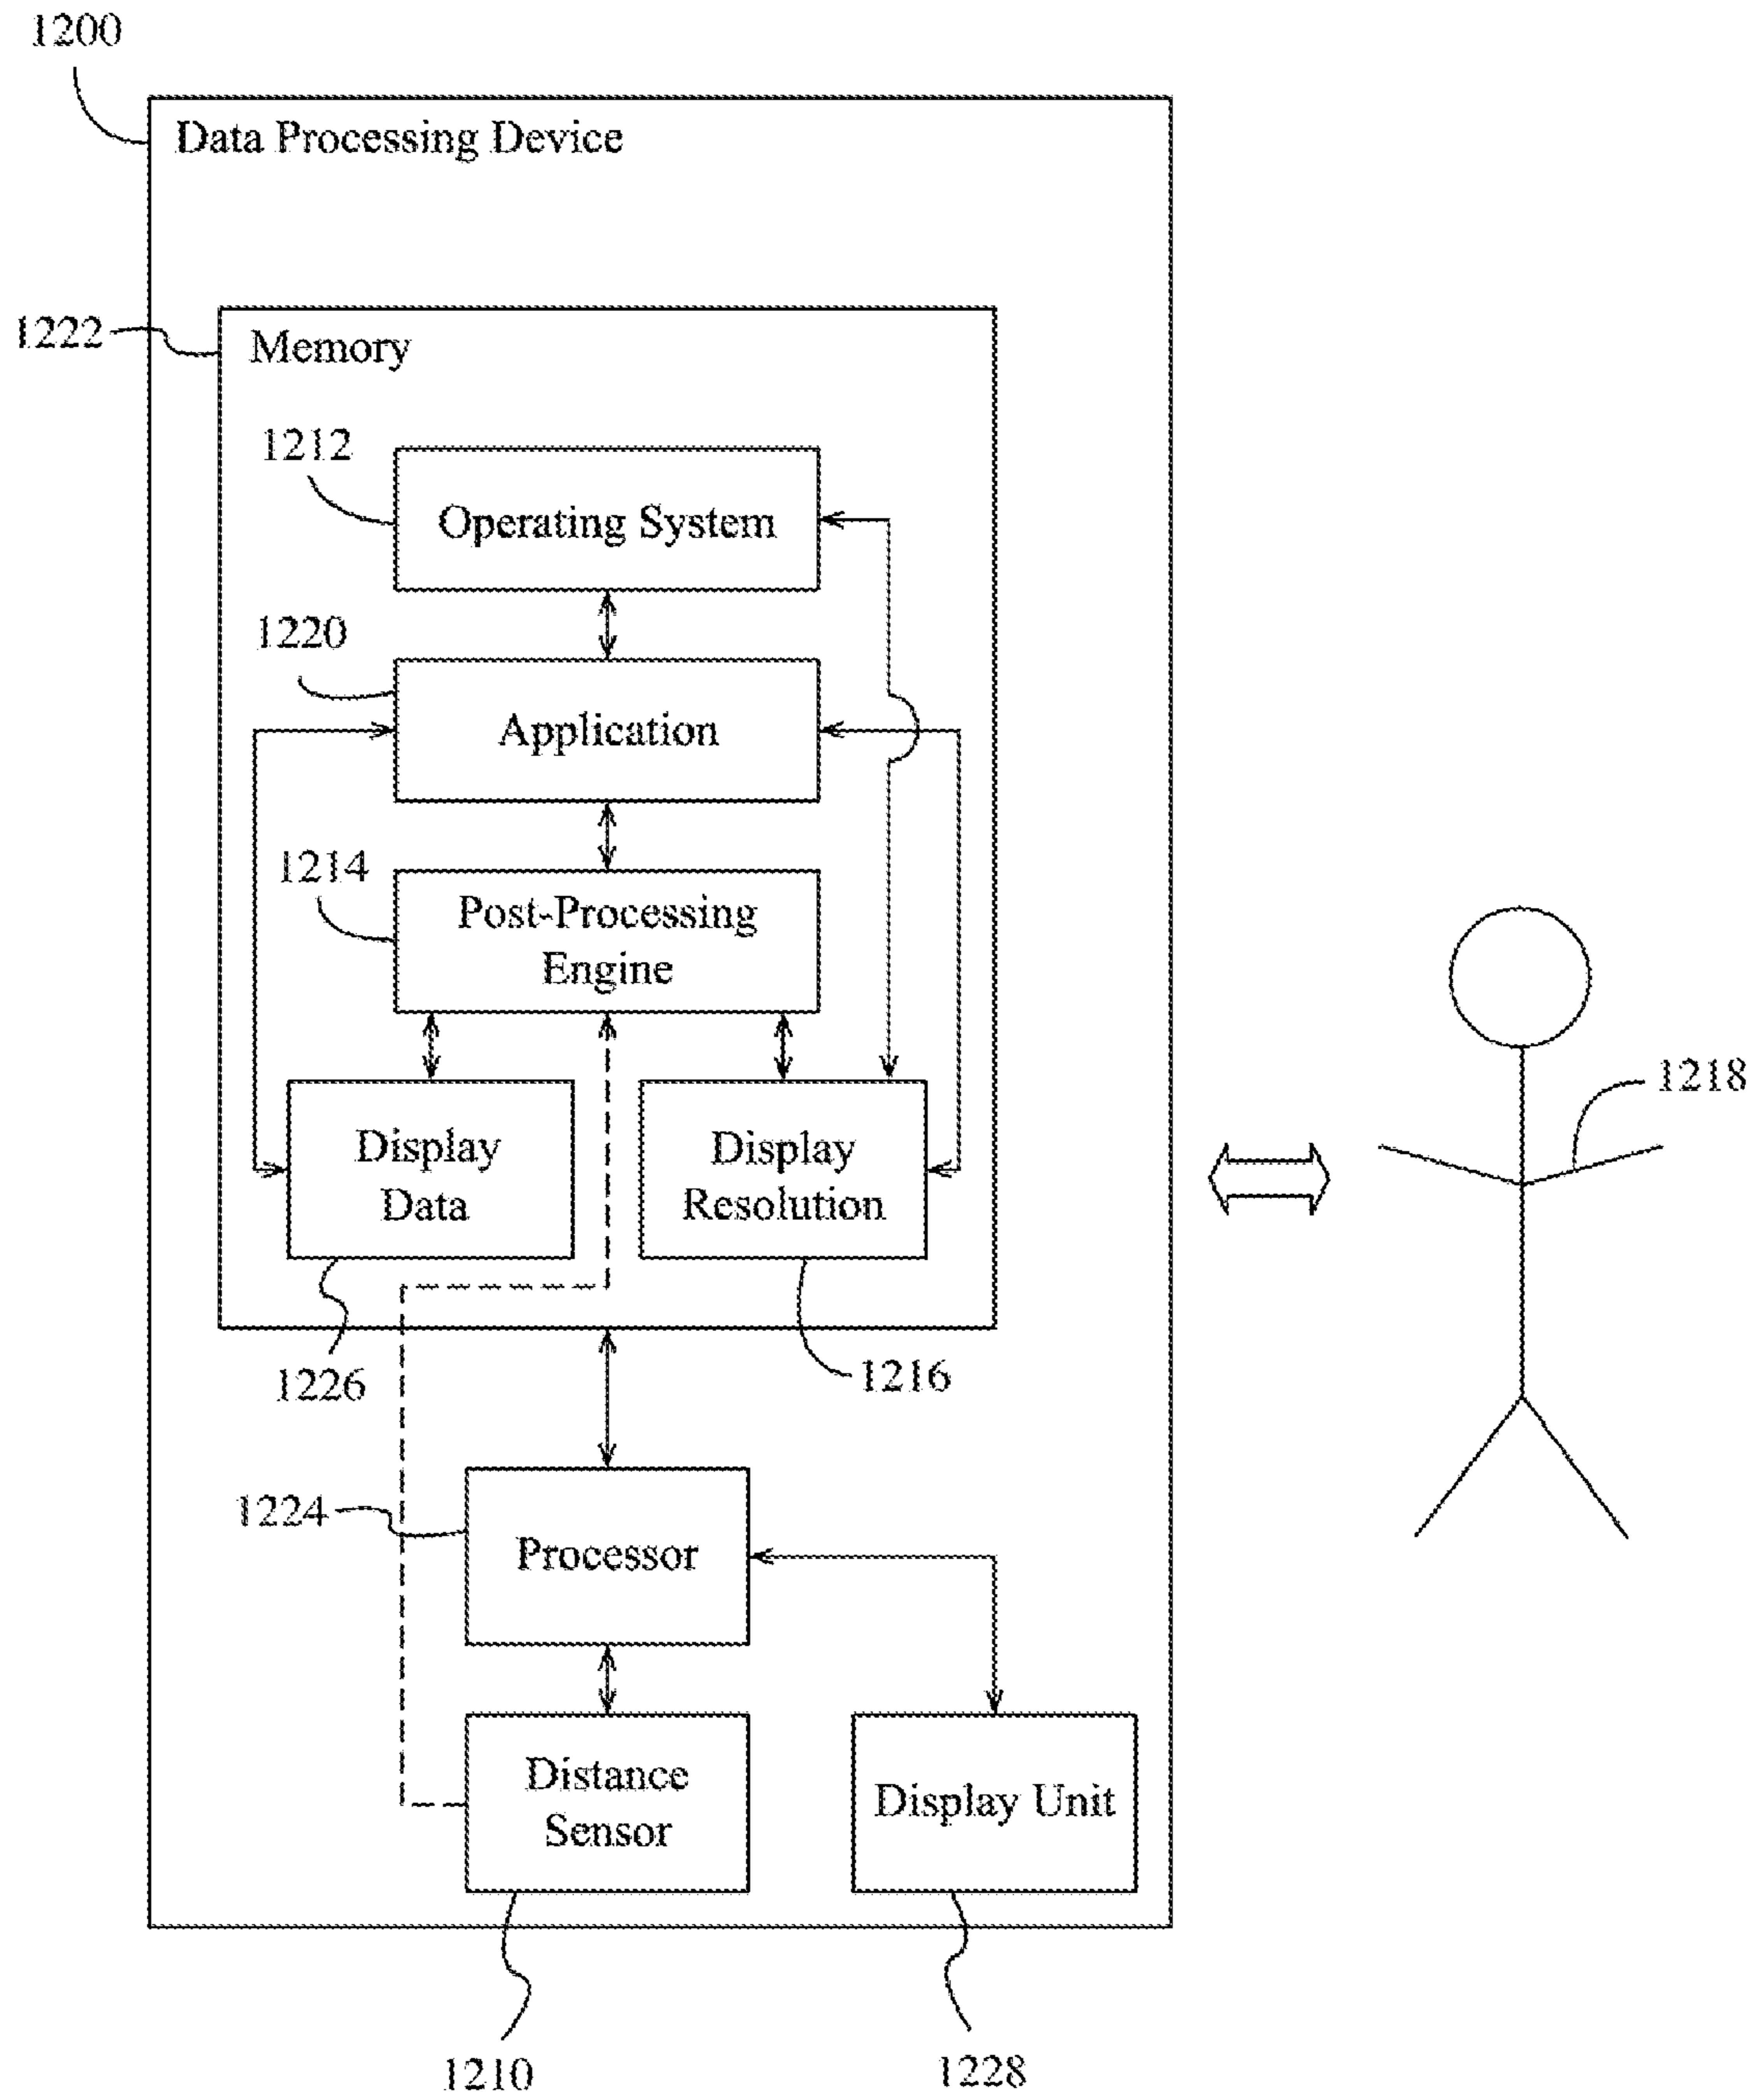 1200
Data Processing Device
1222
Memory
1212
Operating System
1220
Application
1214
Post-Processing
Engine
1218
Display
Data
Display
Resolution
1226
1216
1224
Processor
Distance
Sensor
Display Unit
1210
1228